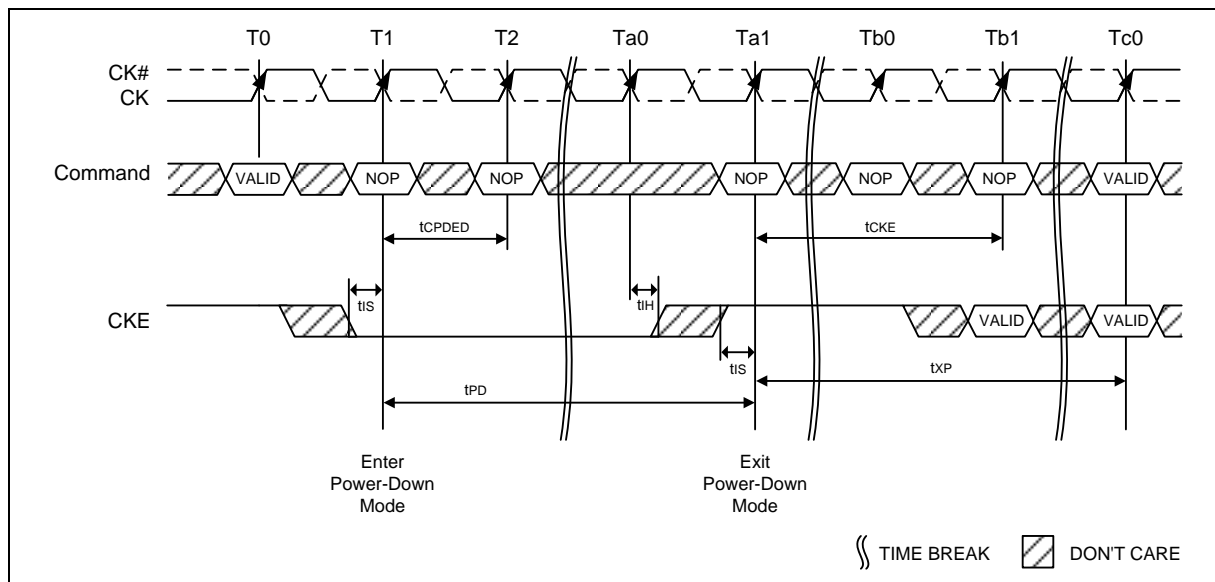 T0 T1 T2 Ta0 Ta1 Tb0 Tb1 Tc0
CK#
CK
Command VALID NOP NOP NOP NOP NOP VALID
tCPDED tCKE
tIS tIH
CKE VALID VALID
tIS
tPD tXP
Enter
Power-Down
Mode
Exit
Power-Down
Mode
TIME BREAK DON'T CARE